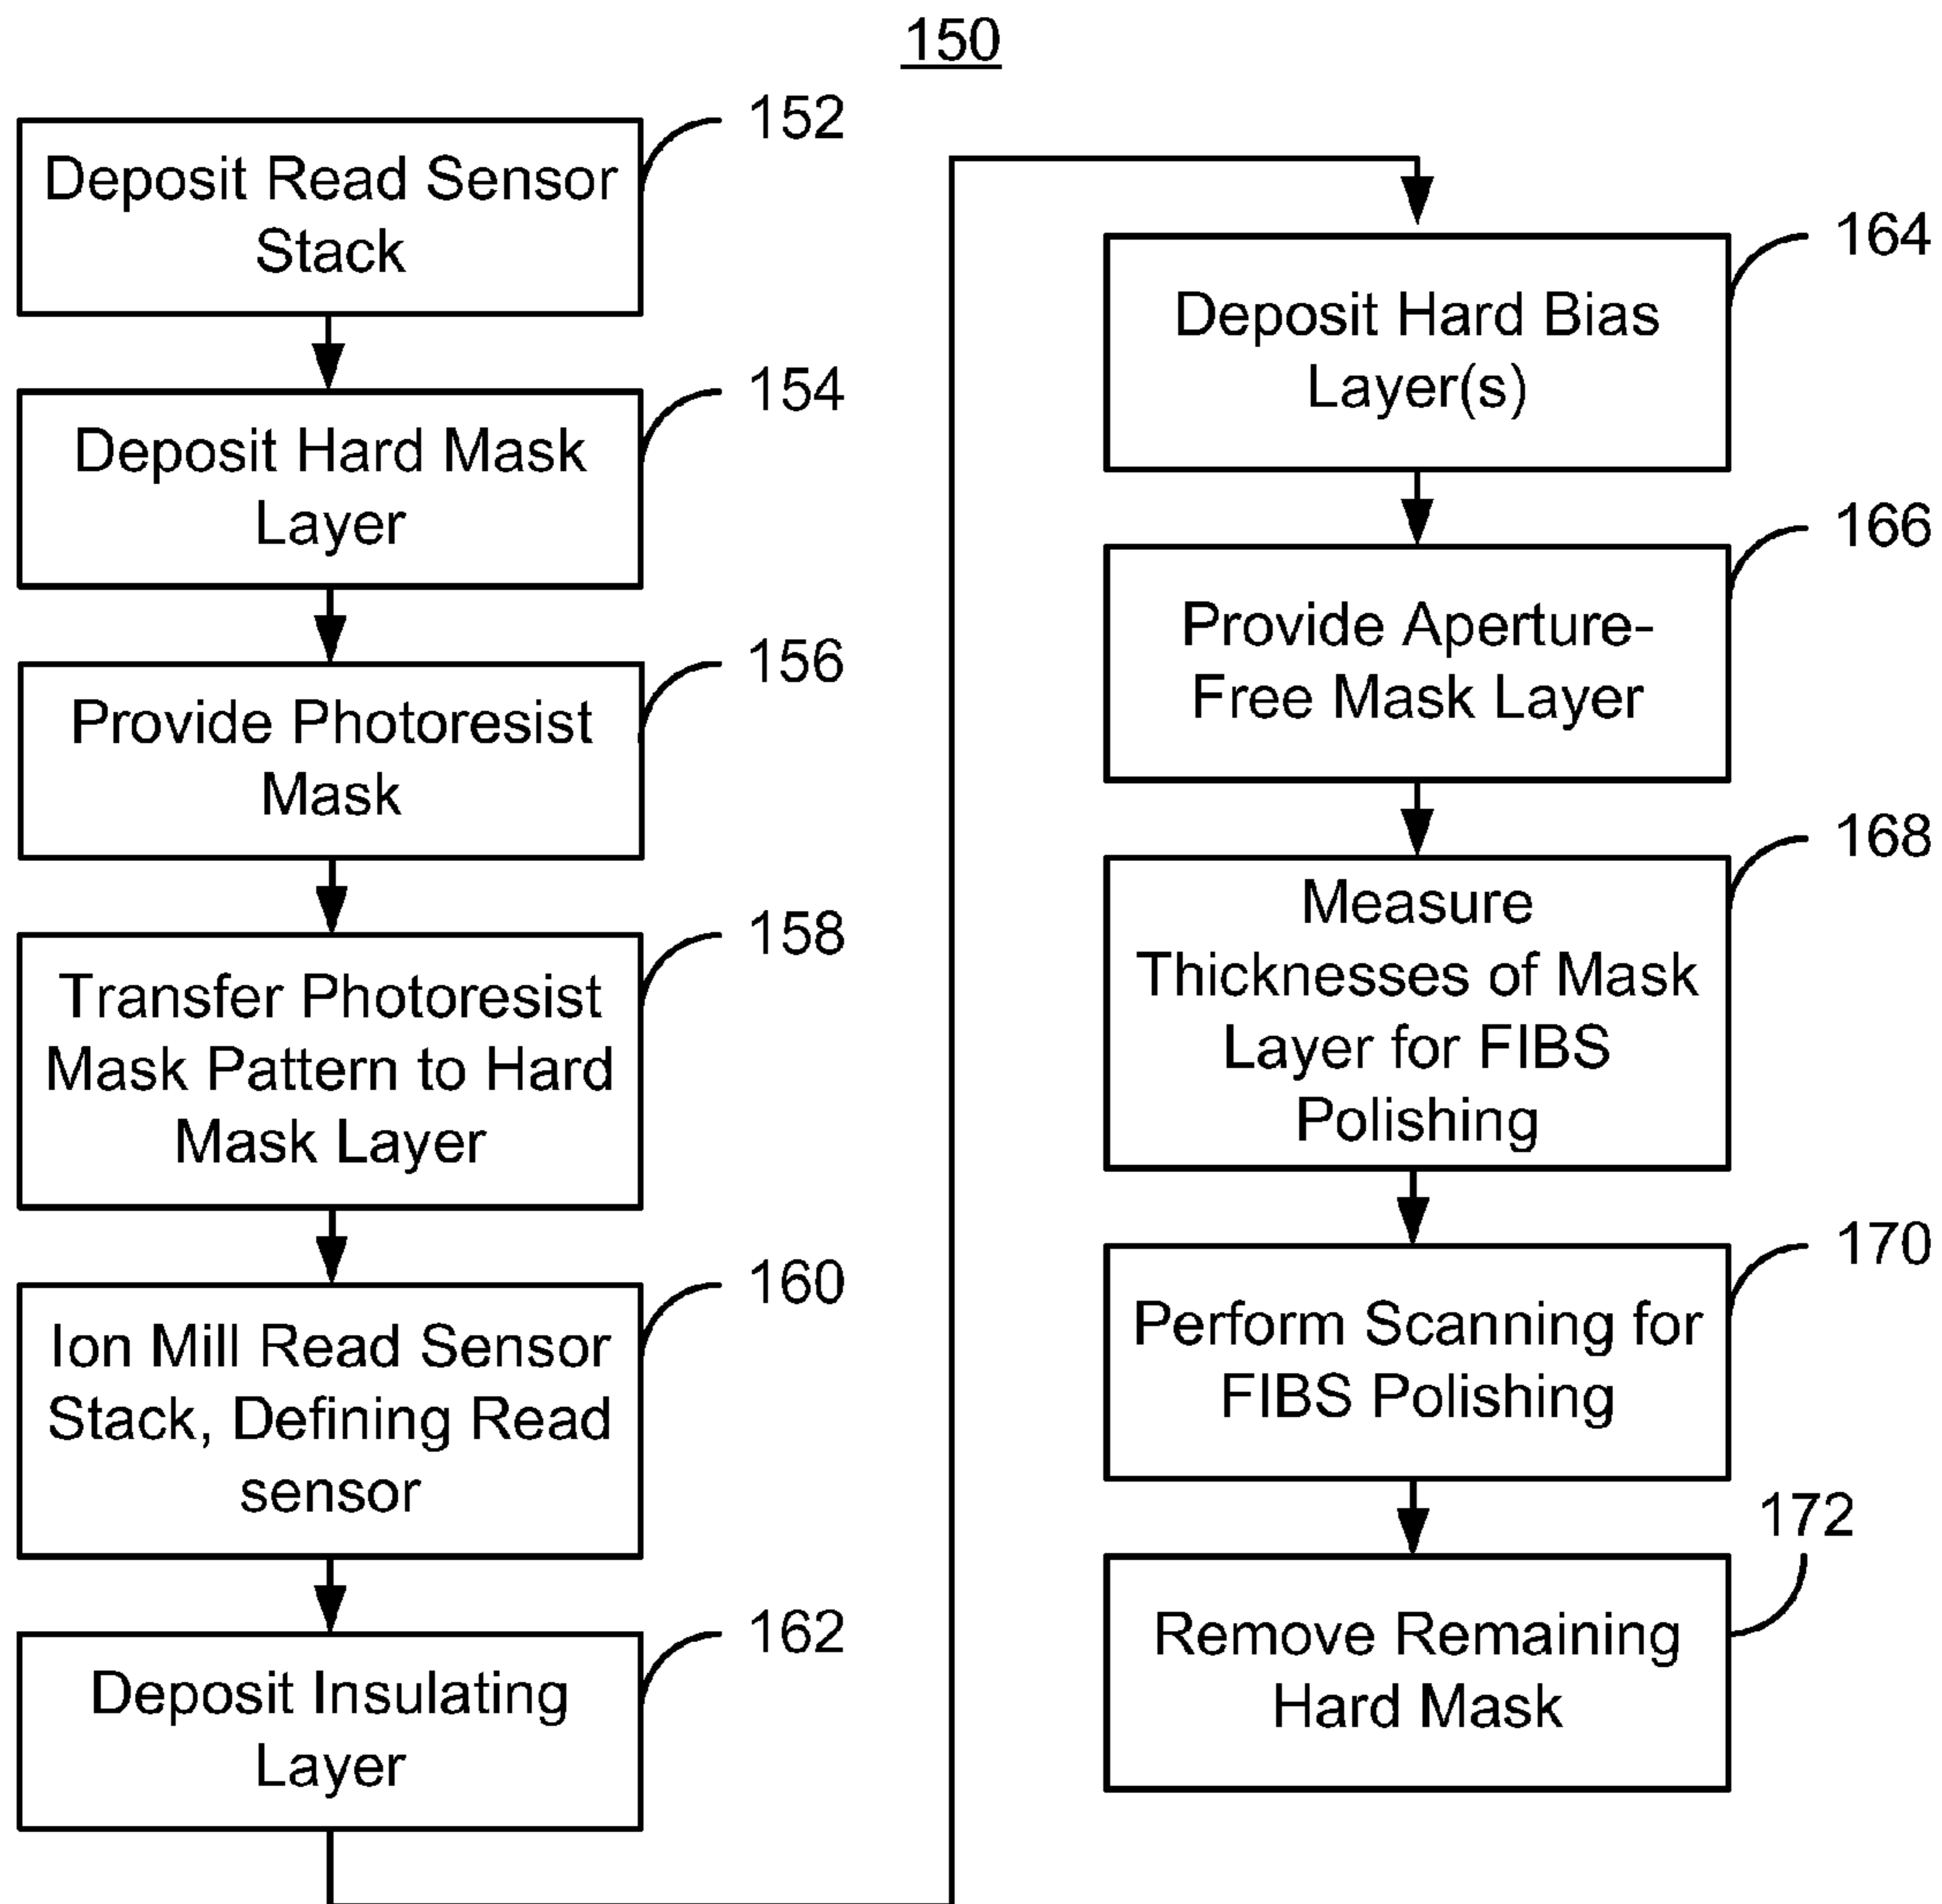 150
Deposit Read Sensor
Stack
152
Deposit Hard Mask
Layer
154
Provide Photoresist
Mask
156
Transfer Photoresist
Mask Pattern to Hard
Mask Layer
158
Ion Mill Read Sensor
Stack, Defining Read
sensor
160
Deposit Insulating
Layer
162
Deposit Hard Bias
Layer(s)
164
Provide Aperture-
Free Mask Layer
166
Measure
Thicknesses of Mask
Layer for FIBS
Polishing
168
Perform Scanning for
FIBS Polishing
170
Remove Remaining
Hard Mask
172